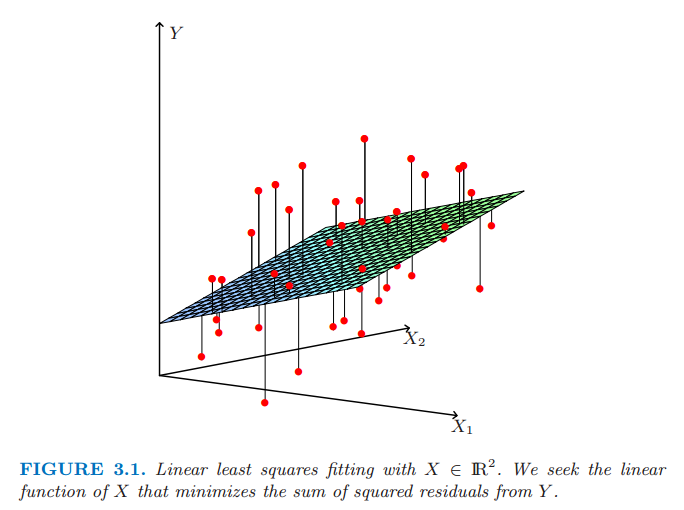 Y
X₂
X₁
FIGURE 3.1. Linear least squares fitting with X ∈ ℝ². We seek the linear
function of X that minimizes the sum of squared residuals from Y.